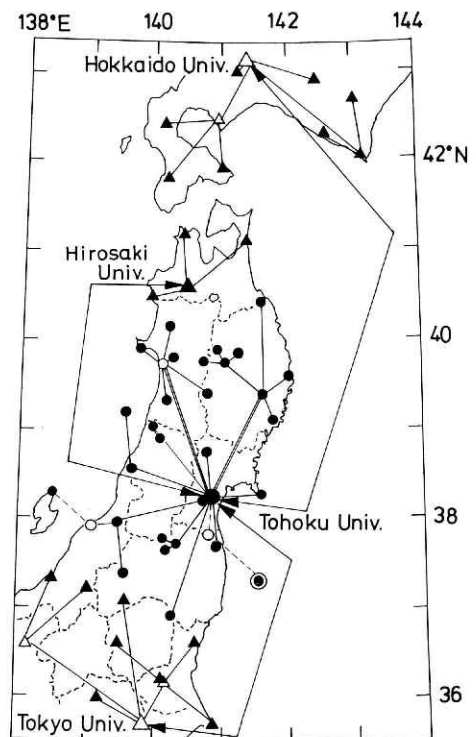 138°E 140 142 144
Hokkaido Univ.
42°N
Hirosaki
Univ.
40
38
Tohoku Univ.
36
Tokyo Univ.